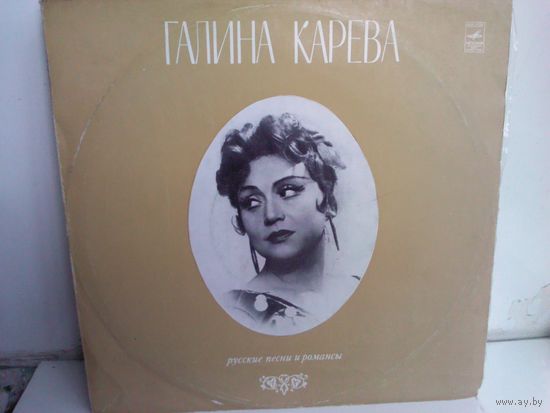 ГАЛИНА КАРЕВА
русские песни и романсы
www.ay.by